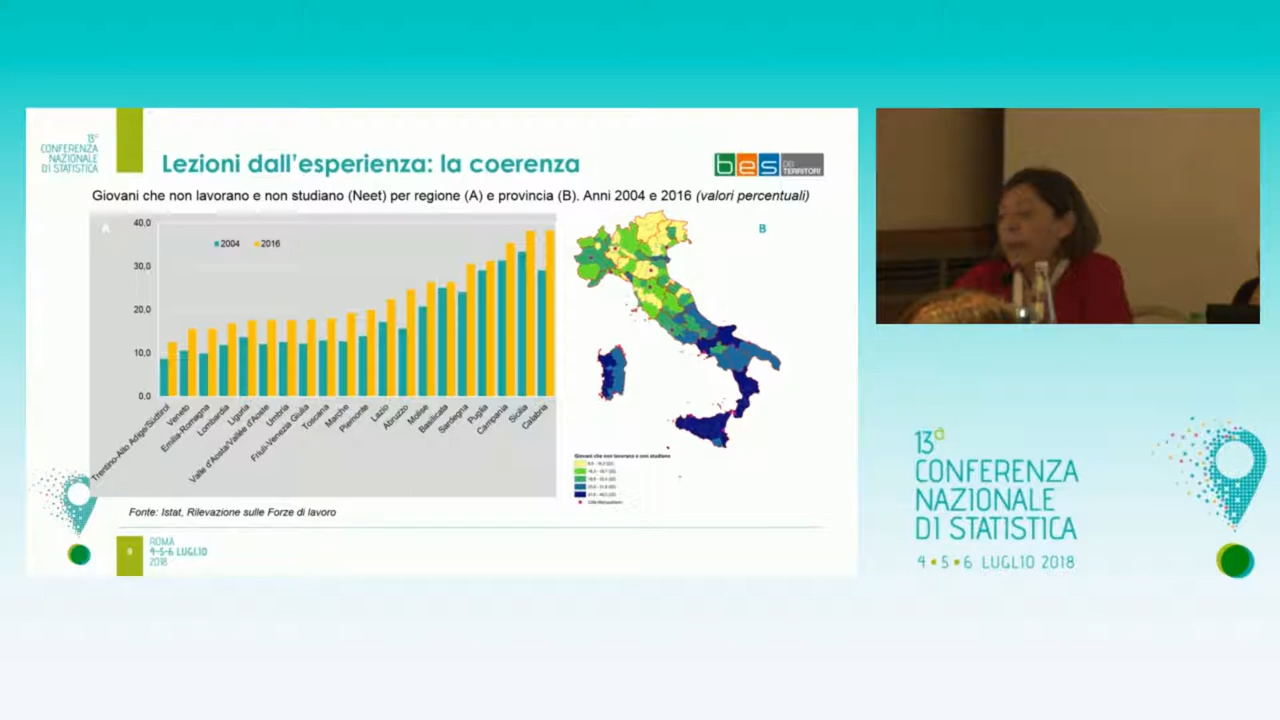 13a
CONFERENZA
NAZIONALE
DI STATISTICA
Lezioni dall'esperienza: la coerenza
bes DEI TERRITORI
Giovani che non lavorano e non studiano (Neet) per regione (A) e provincia (B). Anni 2004 e 2016 (valori percentuali)
A
B
2004
2016
40,0
30,0
20,0
10,0
0.0
Trentino-Alto Adige/Südtirol
Veneto
Emilia-Romagna
Lombardia
Liguria
Valle d'Aosta/Vallée d'Aoste
Umbria
Friuli-Venezia Giulia
Toscana
Marche
Piemonte
Lazio
Abruzzo
Molise
Basilicata
Sardegna
Puglia
Campania
Sicilia
Calabria
Giovani che non lavorano e non studiano
Fonte: Istat, Rilevazione sulle Forze di lavoro
9
ROMA
4-5-6 LUGLIO
2018
13a
CONFERENZA
NAZIONALE
DI STATISTICA
4 • 5 • 6 LUGLIO 2018